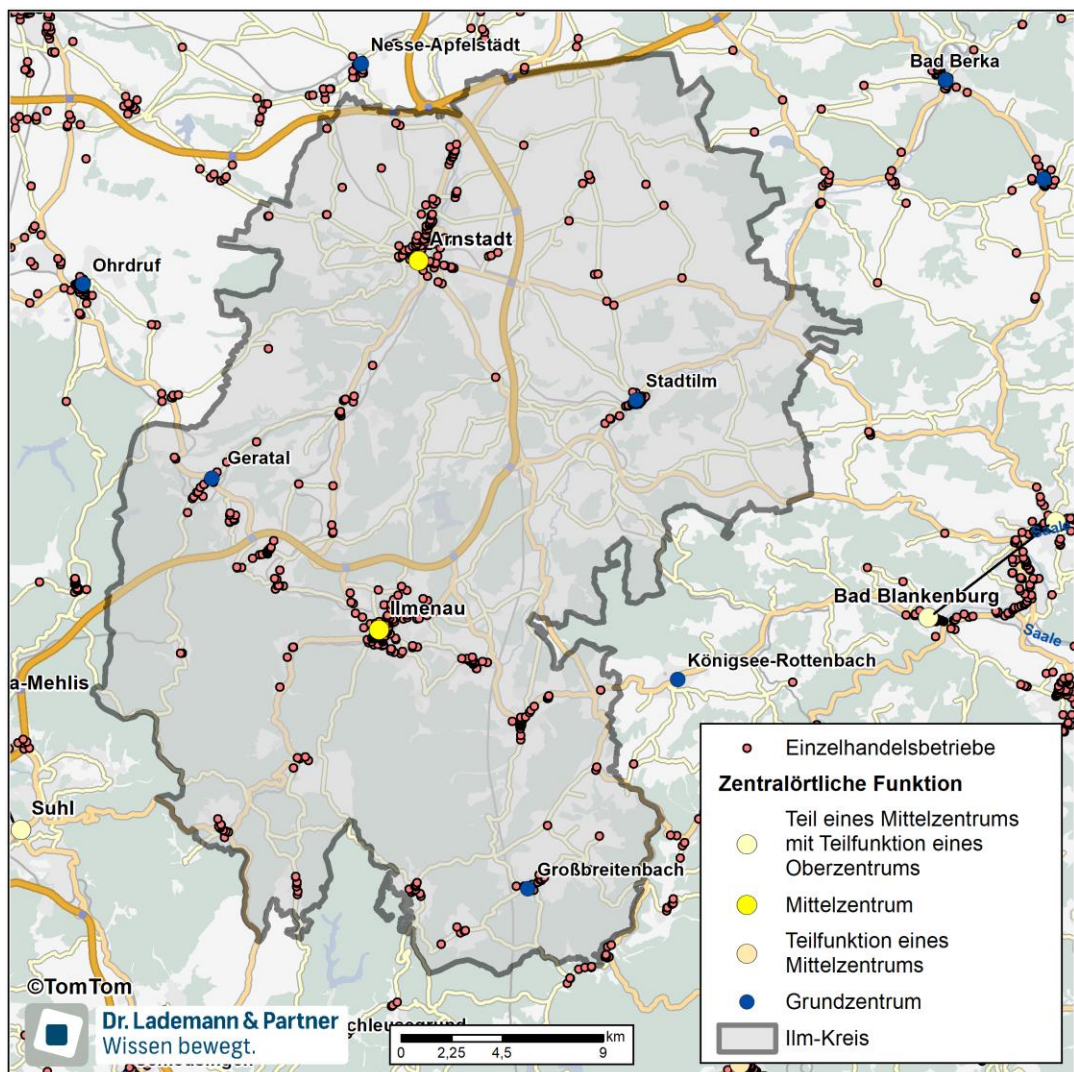 Nesse-Apfelstädt
Bad Berka
Arnstadt
Ohrdruf
Stadtilm
Geratal
Saale
Bad Blankenburg
Ilmenau
Saale
Königsee-Rottenbach
a-Mehlis
Suhl
Großbreitenbach
Einzelhandelsbetriebe
Zentralörtliche Funktion
Teil eines Mittelzentrums
mit Teilfunktion eines
Oberzentrums
Mittelzentrum
Teilfunktion eines
Mittelzentrums
Grundzentrum
Ilm-Kreis
©TomTom
Dr. Lademann & Partner
Wissen bewegt.
km
0 2,25 4,5 9